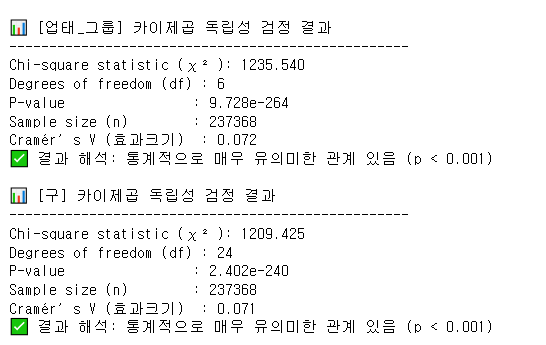 📊 [업태_그룹] 카이제곱 독립성 검정 결과
--------------------------------------------------
Chi-square statistic (χ²): 1235.540
Degrees of freedom (df) : 6
P-value : 9.728e-264
Sample size (n) : 237368
Cramér’s V (효과크기) : 0.072
✅ 결과 해석: 통계적으로 매우 유의미한 관계 있음 (p < 0.001)
📊 [구] 카이제곱 독립성 검정 결과
--------------------------------------------------
Chi-square statistic (χ²): 1209.425
Degrees of freedom (df) : 24
P-value : 2.402e-240
Sample size (n) : 237368
Cramér’s V (효과크기) : 0.071
✅ 결과 해석: 통계적으로 매우 유의미한 관계 있음 (p < 0.001)